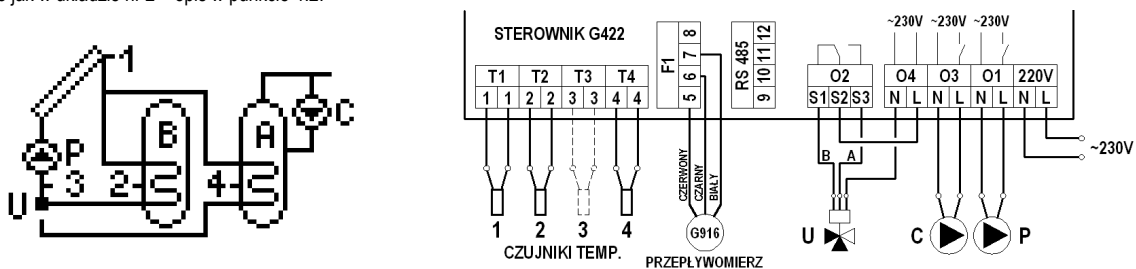 jak w układzie nr 2 – opis w punkcie 4.2.
1
B
A
C
P
3
2
4
U
STEROWNIK G422
T1 T2 T3 T4
1 1 2 2 3 3 4 4
F1
8
7
6
5
RS 485
12
11
10
9
~230V ~230V ~230V
O2 O4 O3 O1 220V
S1 S2 S3 N L N L N L N L
~230V
B A
CZERWONY
CZARNY
BIAŁY
1 2 3 4
CZUJNIKI TEMP.
G916
PRZEPŁYWOMIERZ
U
C
P